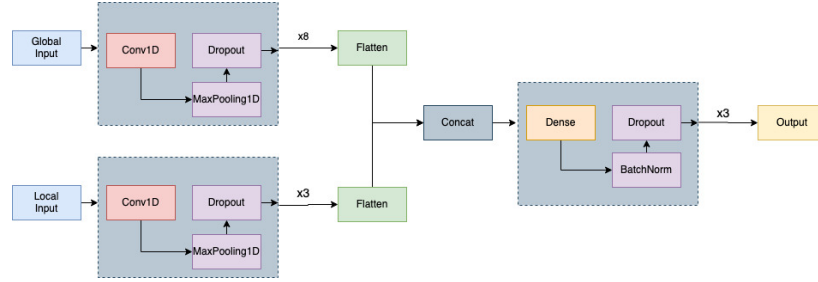 Global
Input
Conv1D
Dropout
MaxPooling1D
x8
Flatten
Local
Input
Conv1D
Dropout
MaxPooling1D
x3
Flatten
Concat
Dense
Dropout
BatchNorm
x3
Output